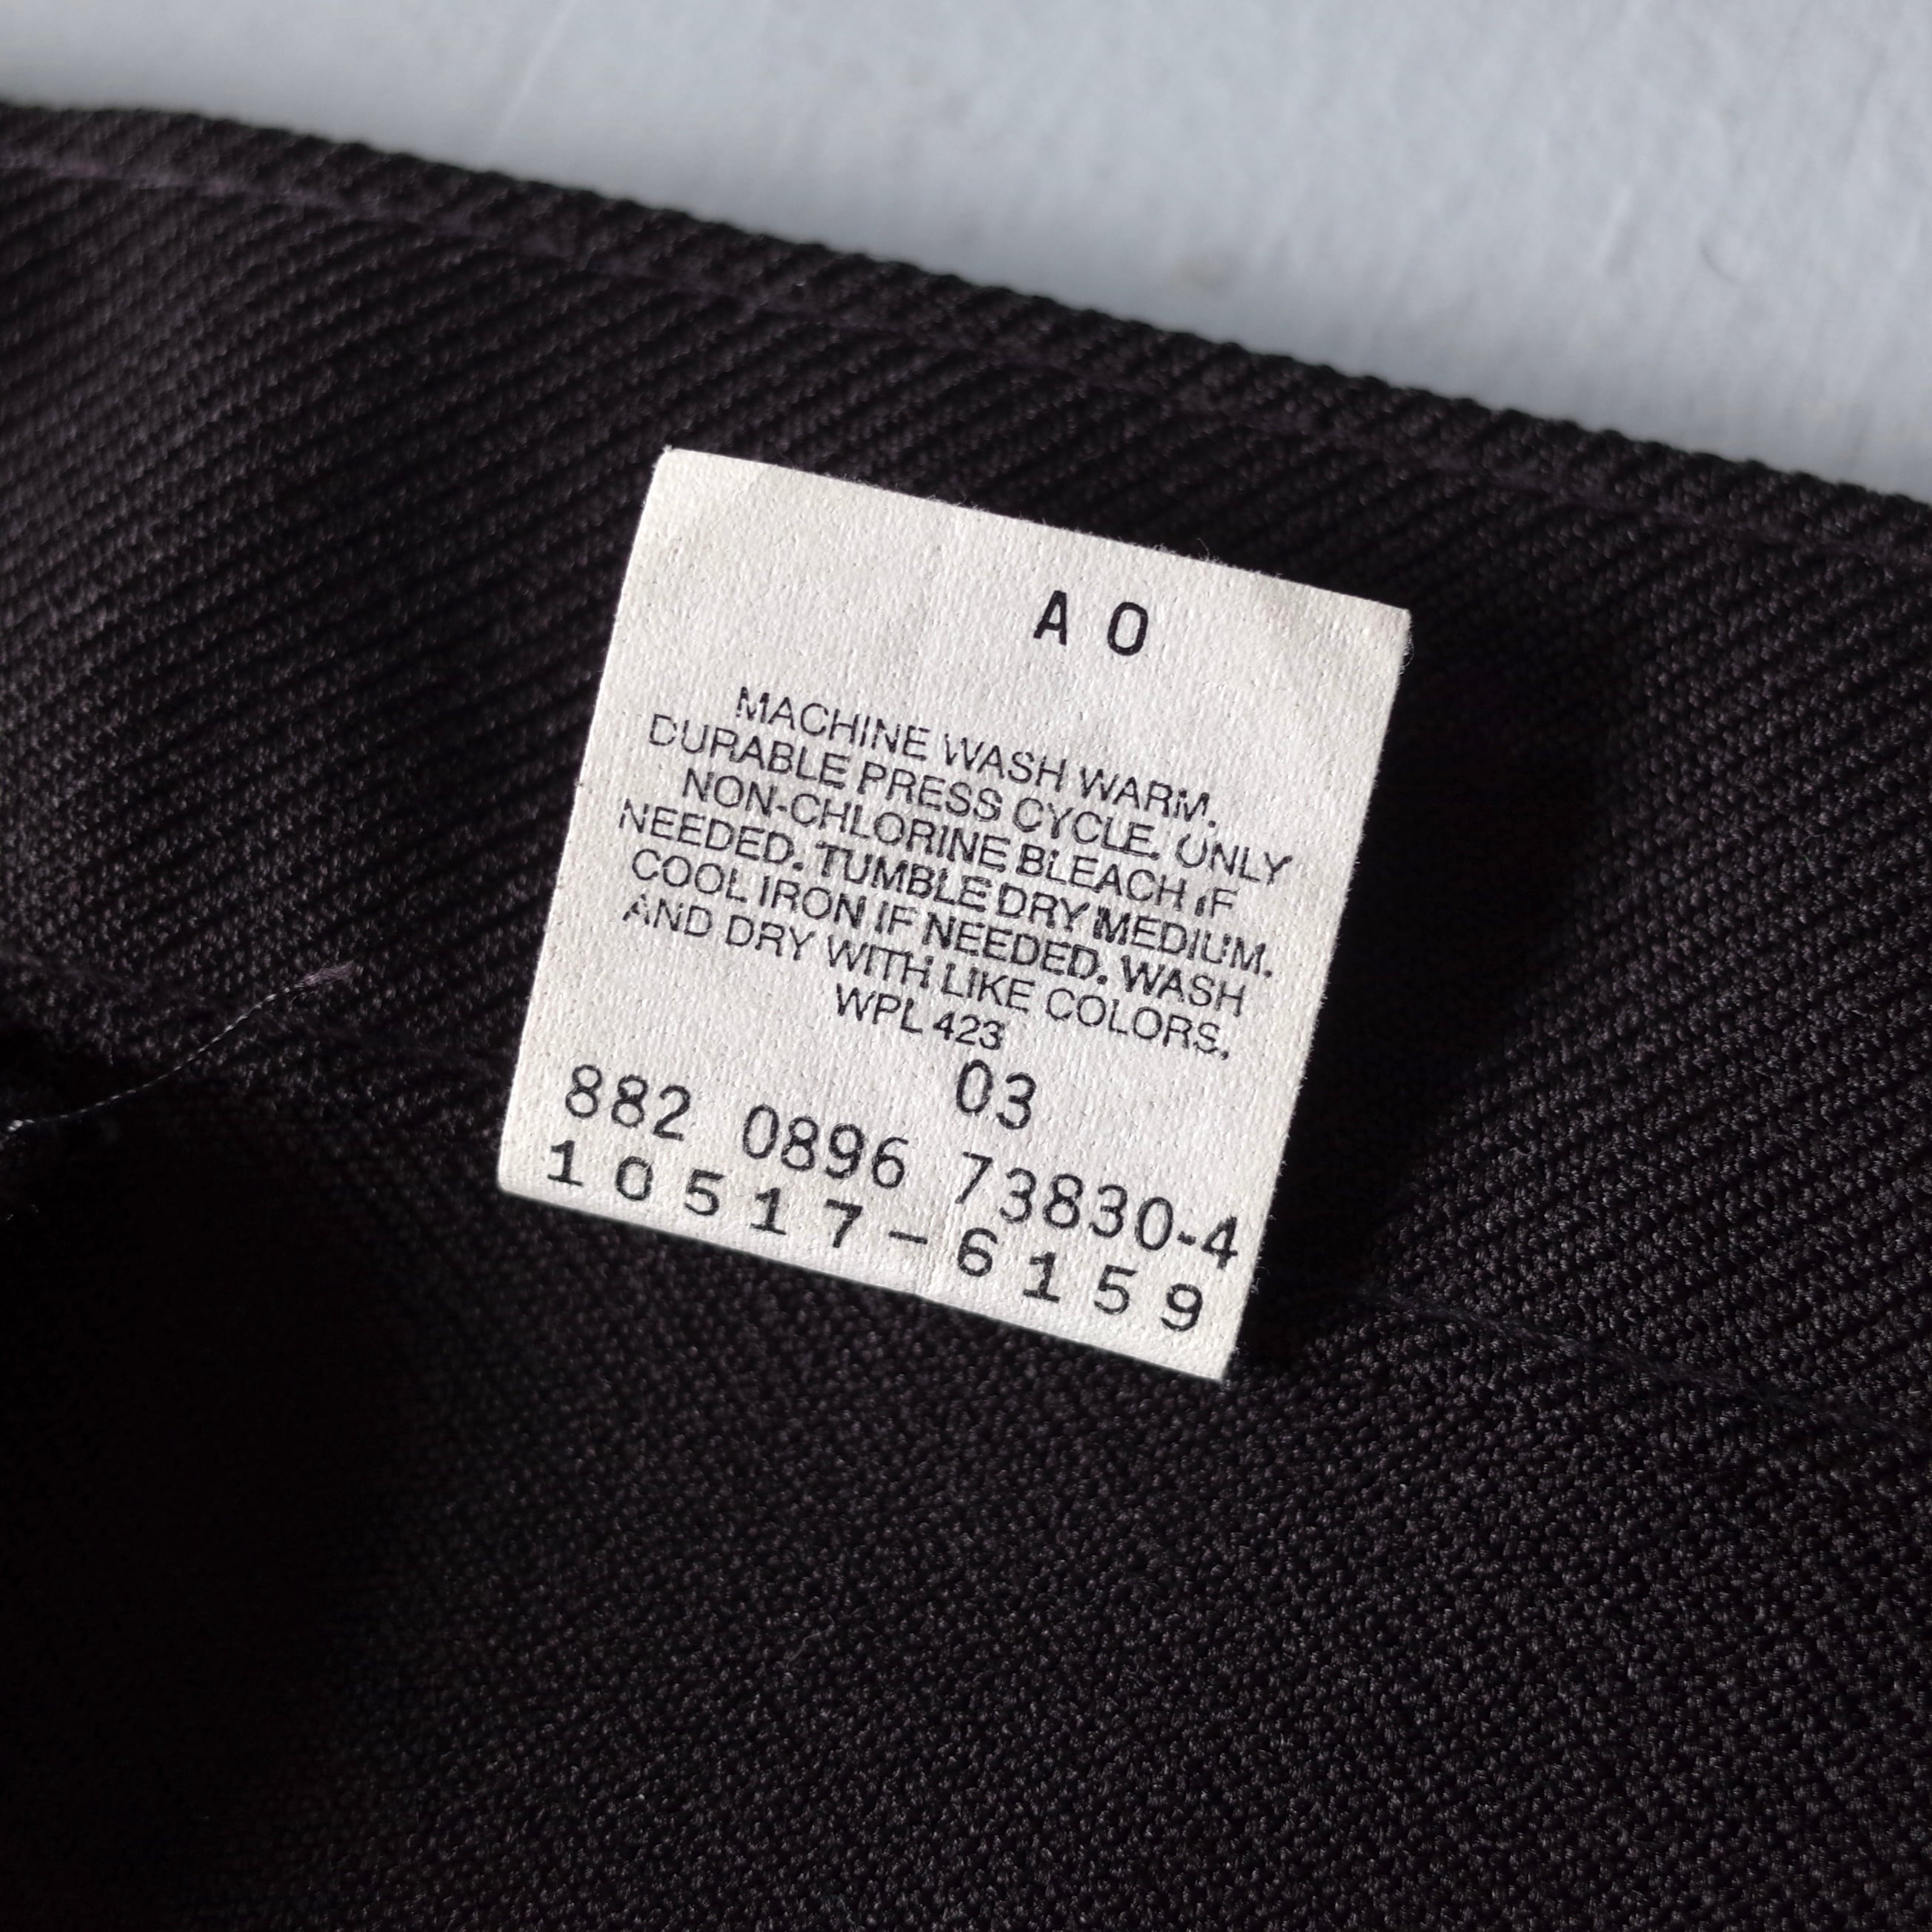 A O
MACHINE WASH WARM.
DURABLE PRESS CYCLE. ONLY
NON-CHLORINE BLEACH IF
NEEDED. TUMBLE DRY MEDIUM.
COOL IRON IF NEEDED. WASH
AND DRY WITH LIKE COLORS.
WPL 423
03
882 0896 73830-4
10517-6159